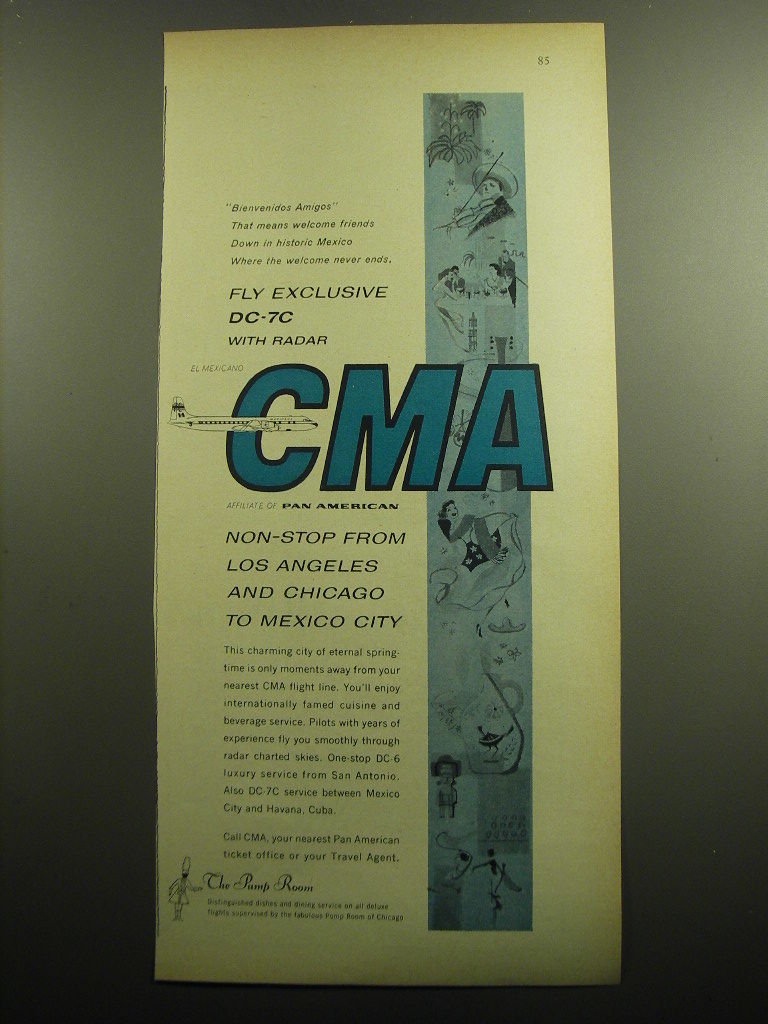 85
"Bienvenidos Amigos"
That means welcome friends
Down in historic Mexico
Where the welcome never ends.
FLY EXCLUSIVE
DC-7C
WITH RADAR
EL MEXICANO
CMA
AFFILIATE OF PAN AMERICAN
NON-STOP FROM
LOS ANGELES
AND CHICAGO
TO MEXICO CITY
This charming city of eternal spring-
time is only moments away from your
nearest CMA flight line. You'll enjoy
internationally famed cuisine and
beverage service. Pilots with years of
experience fly you smoothly through
radar charted skies. One-stop DC-6
luxury service from San Antonio.
Also DC-7C service between Mexico
City and Havana, Cuba.
Call CMA, your nearest Pan American
ticket office or your Travel Agent.
The Pump Room
Distinguished dishes and dining service on all deluxe
flights supervised by the fabulous Pump Room of Chicago